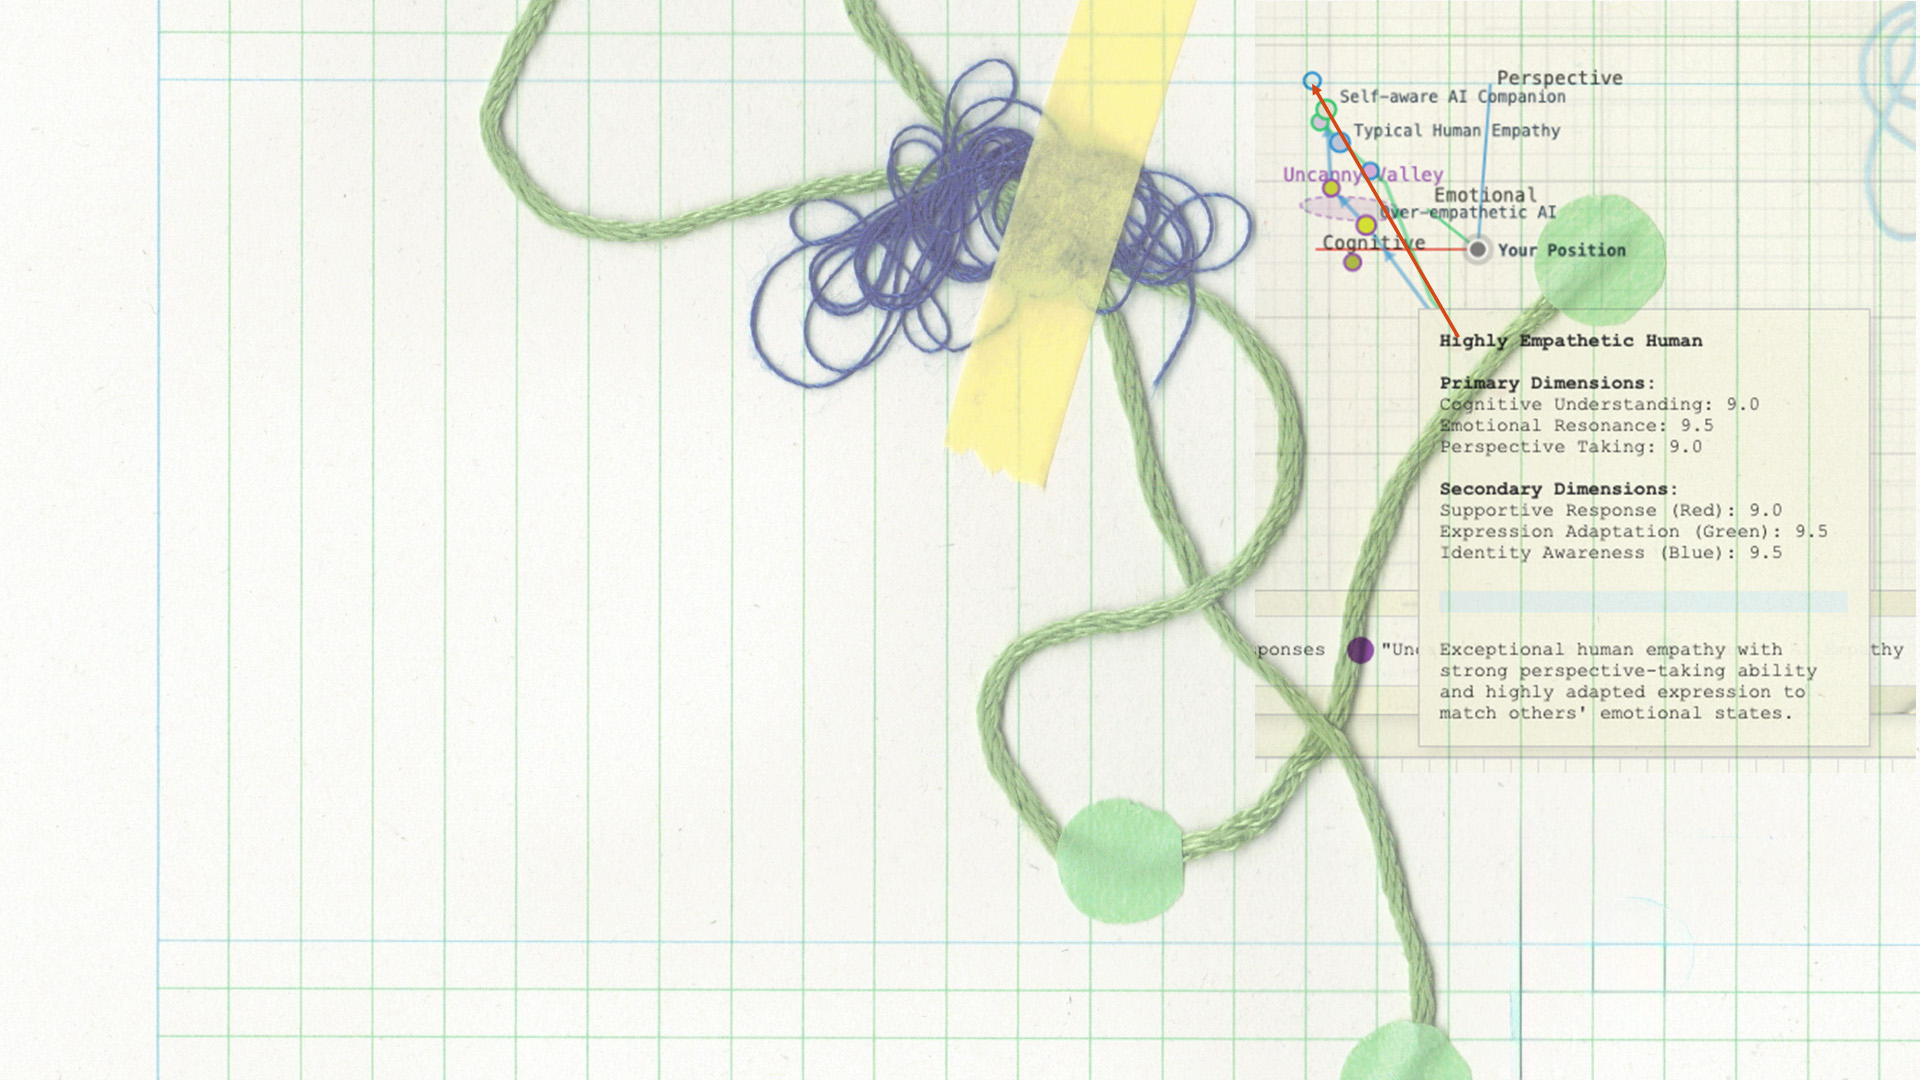 Perspective
Self-aware AI Companion
Typical Human Empathy
Uncanny Valley
Emotional
Over-empathetic AI
Cognitive
Your Position
Highly Empathetic Human
Primary Dimensions:
Cognitive Understanding: 9.0
Emotional Resonance: 9.5
Perspective Taking: 9.0
Secondary Dimensions:
Supportive Response (Red): 9.0
Expression Adaptation (Green): 9.5
Identity Awareness (Blue): 9.5
ponses "Unc thy
Exceptional human empathy with
strong perspective-taking ability
and highly adapted expression to
match others' emotional states.